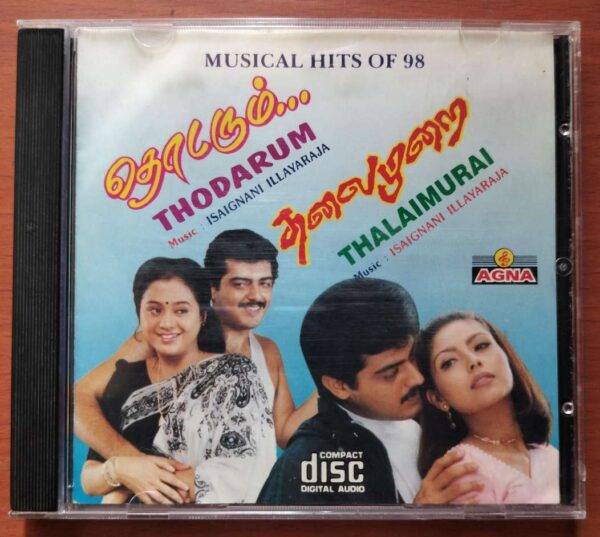 MUSICAL HITS OF 98
தொடரும்...
THODARUM
Music : ISAIGNANI ILLAYARAJA
தலைமுறை
THALAIMURAI
Music : ISAIGNANI ILLAYARAJA
AGNA
COMPACT
disc
DIGITAL AUDIO